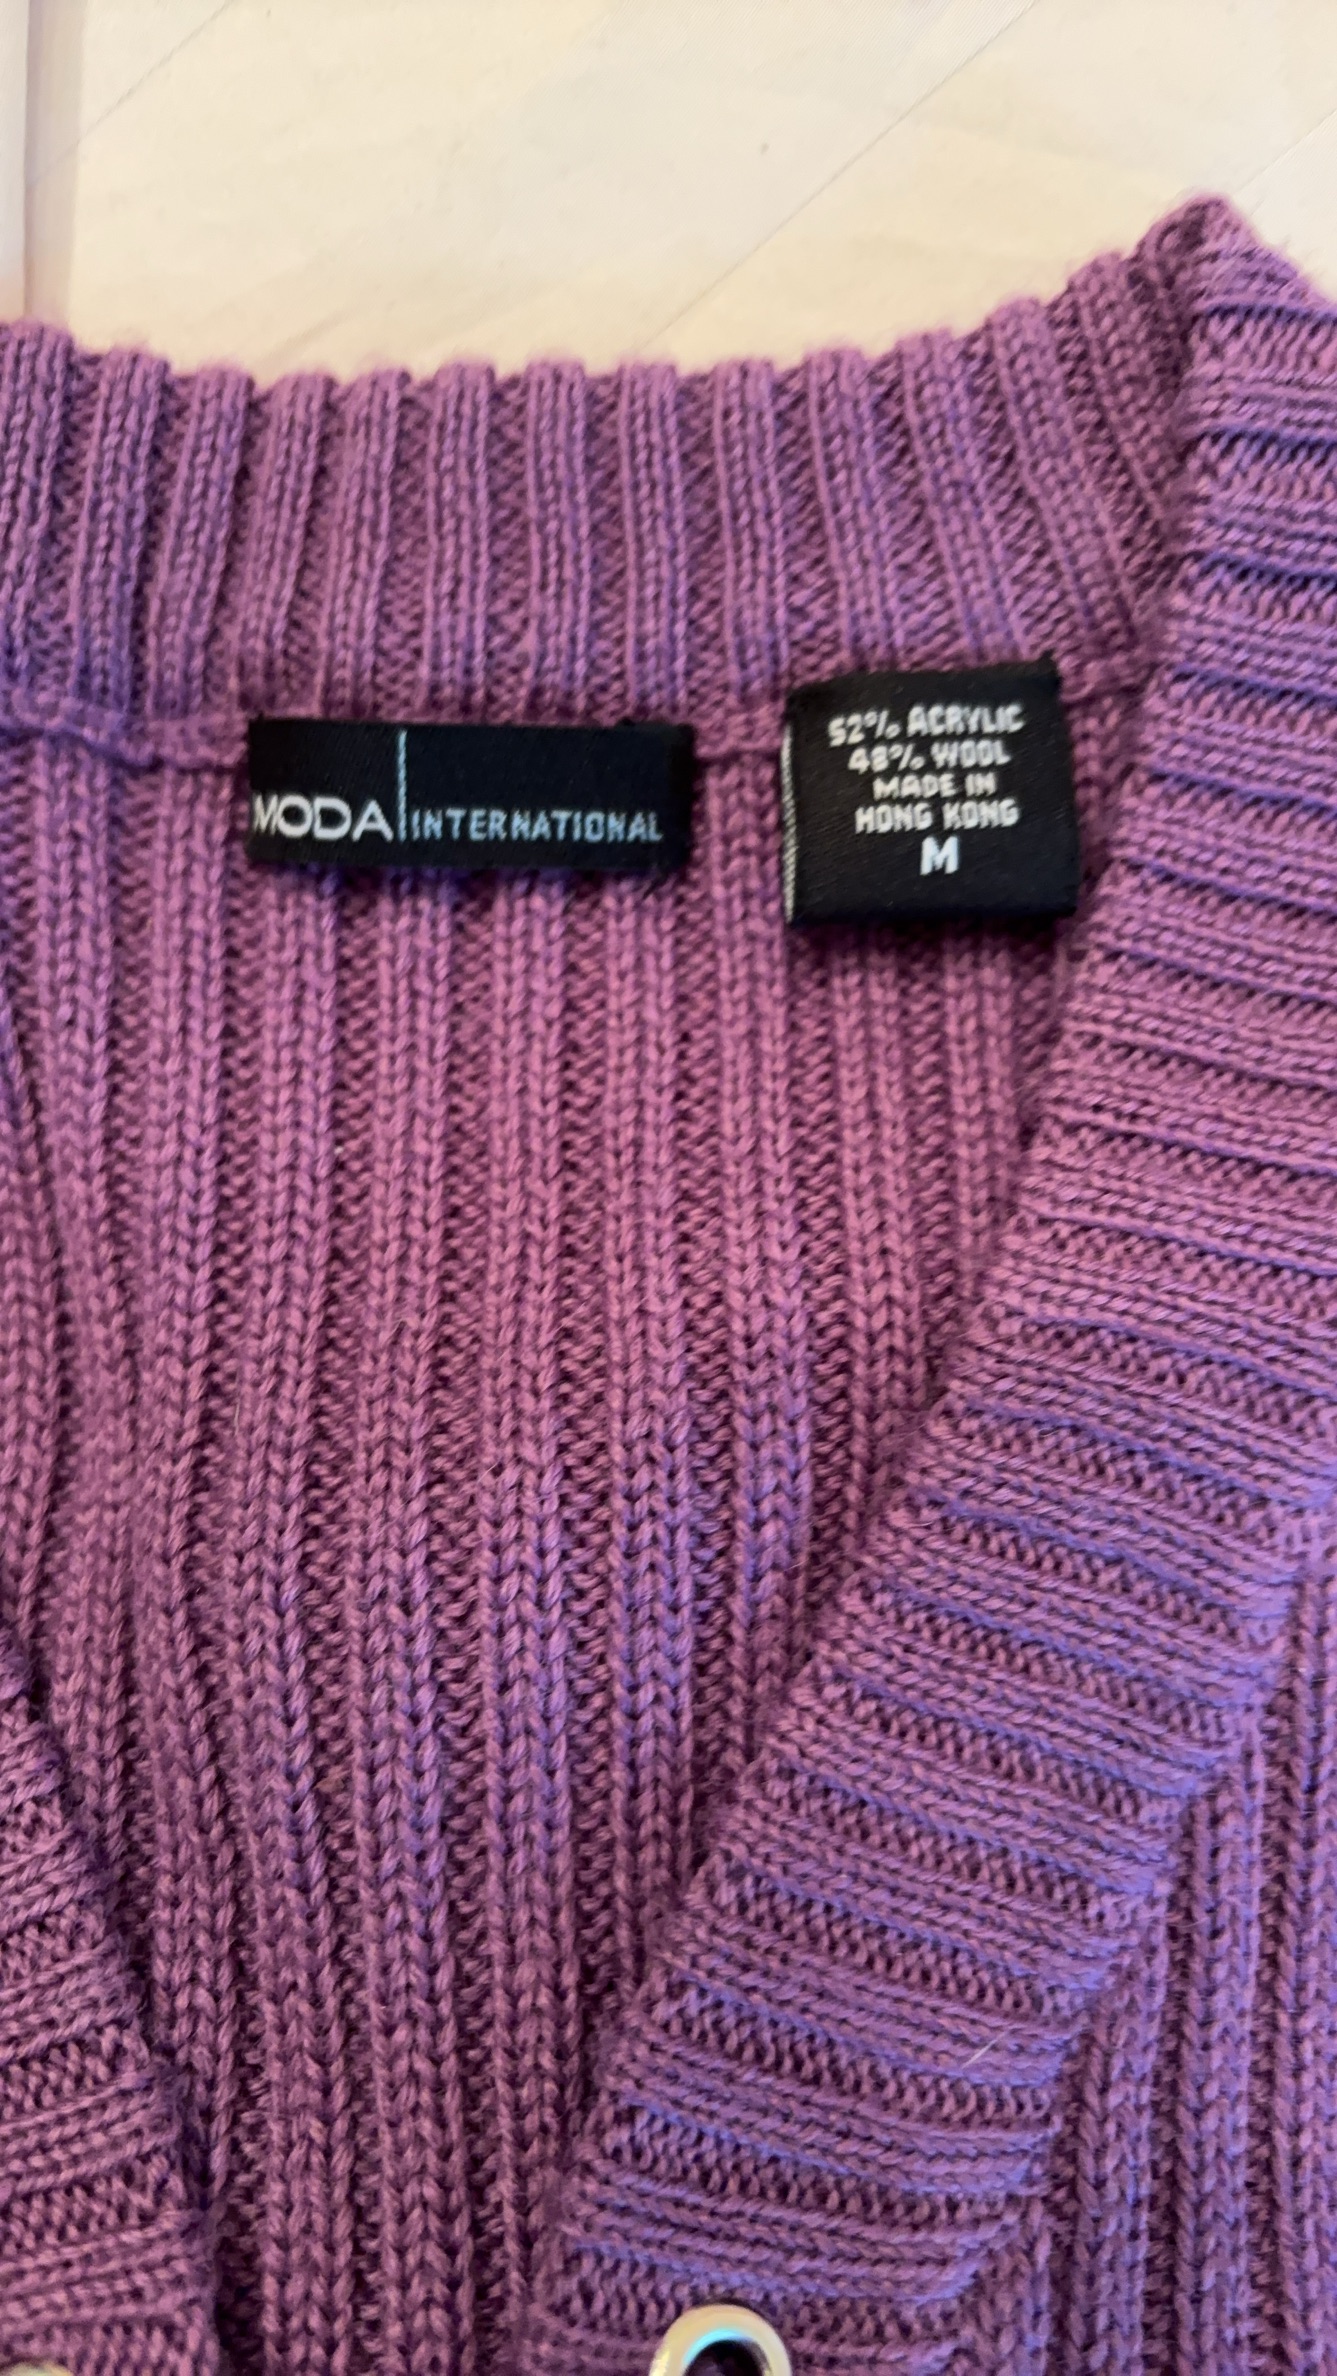 MODA INTERNATIONAL
52% ACRYLIC
48% WOOL
MADE IN
HONG KONG
M